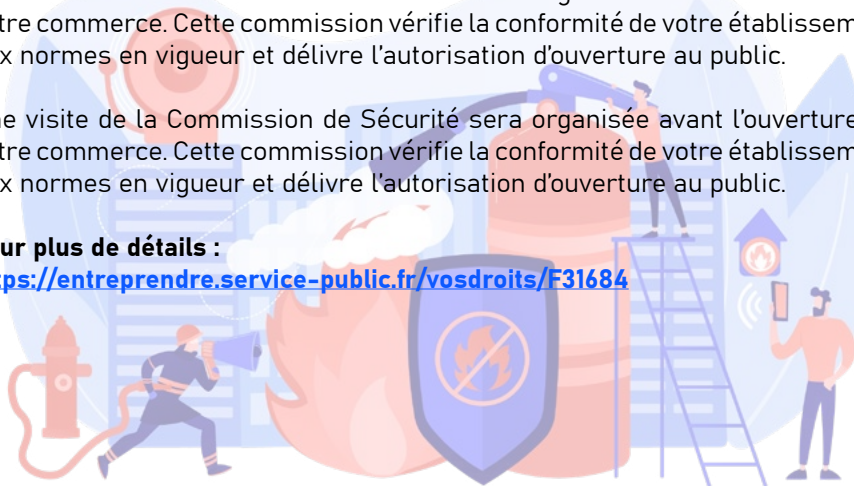 tre commerce. Cette commission vérifie la conformité de votre établissem
x normes en vigueur et délivre l'autorisation d'ouverture au public.
e visite de la Commission de Sécurité sera organisée avant l'ouverture
tre commerce. Cette commission vérifie la conformité de votre établissem
x normes en vigueur et délivre l'autorisation d'ouverture au public.
ur plus de détails :
tps://entreprendre.service-public.fr/vosdroits/F31684